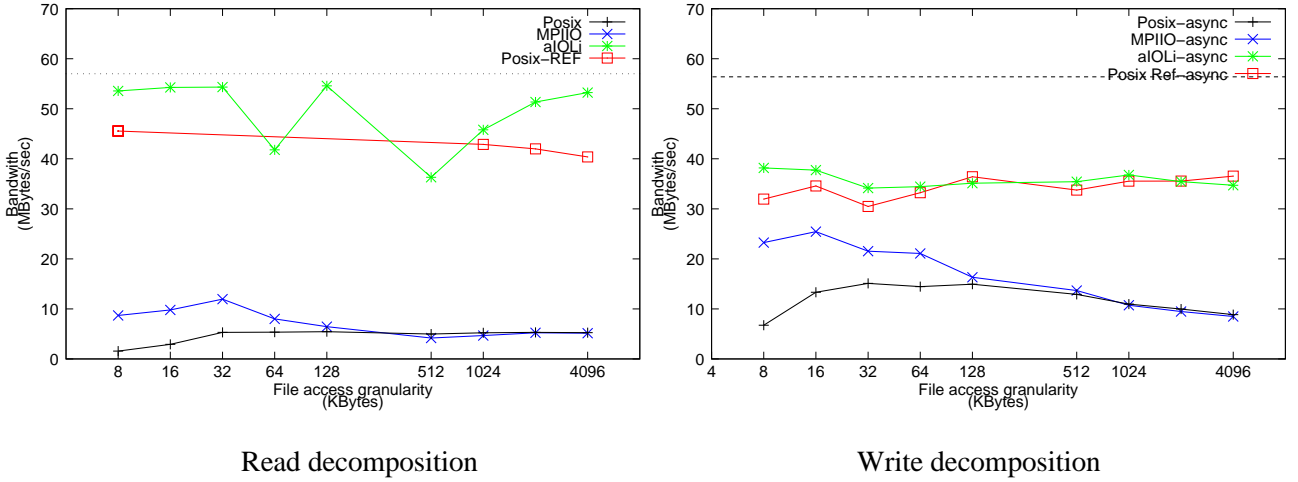 70
60
50
40
30
20
10
0
Bandwith
(MBytes/sec)
8 16 32 64 128 512 1024 4096
File access granularity
(KBytes)
Posix
MPIIO
aIOLi
Posix-REF
Read decomposition
70
60
50
40
30
20
10
0
Bandwith
(MBytes/sec)
4 8 16 32 64 128 512 1024 4096
File access granularity
(KBytes)
Posix-async
MPIIO-async
aIOLi-async
Posix Ref-async
Write decomposition